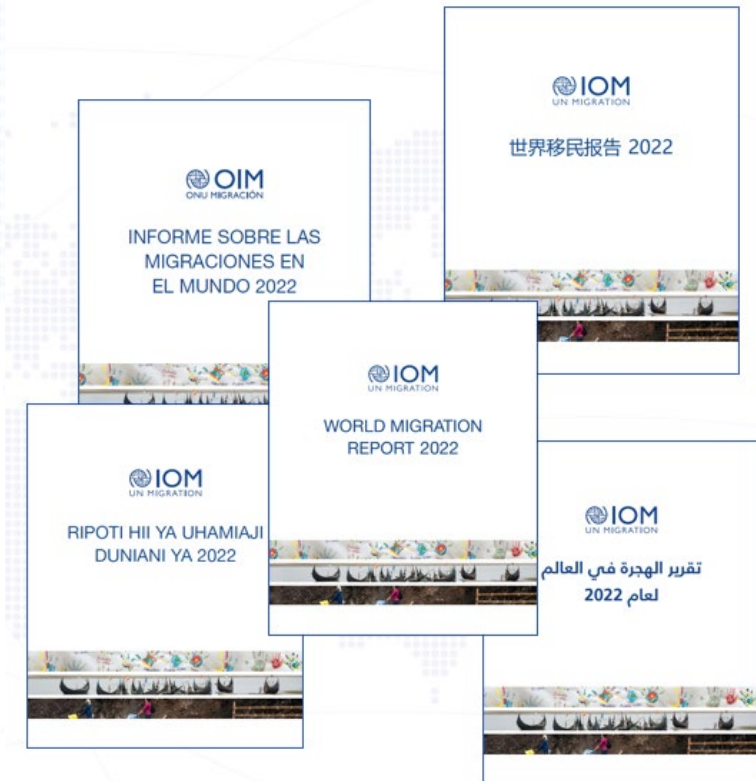 IOM
UN MIGRATION
世界移民报告 2022
OIM
ONU MIGRACIÓN
INFORME SOBRE LAS
MIGRACIONES EN
EL MUNDO 2022
IOM
UN MIGRATION
WORLD MIGRATION
REPORT 2022
IOM
UN MIGRATION
RIPOTI HII YA UHAMIAJI
DUNIANI YA 2022
IOM
UN MIGRATION
تقرير الهجرة في العالم
لعام 2022